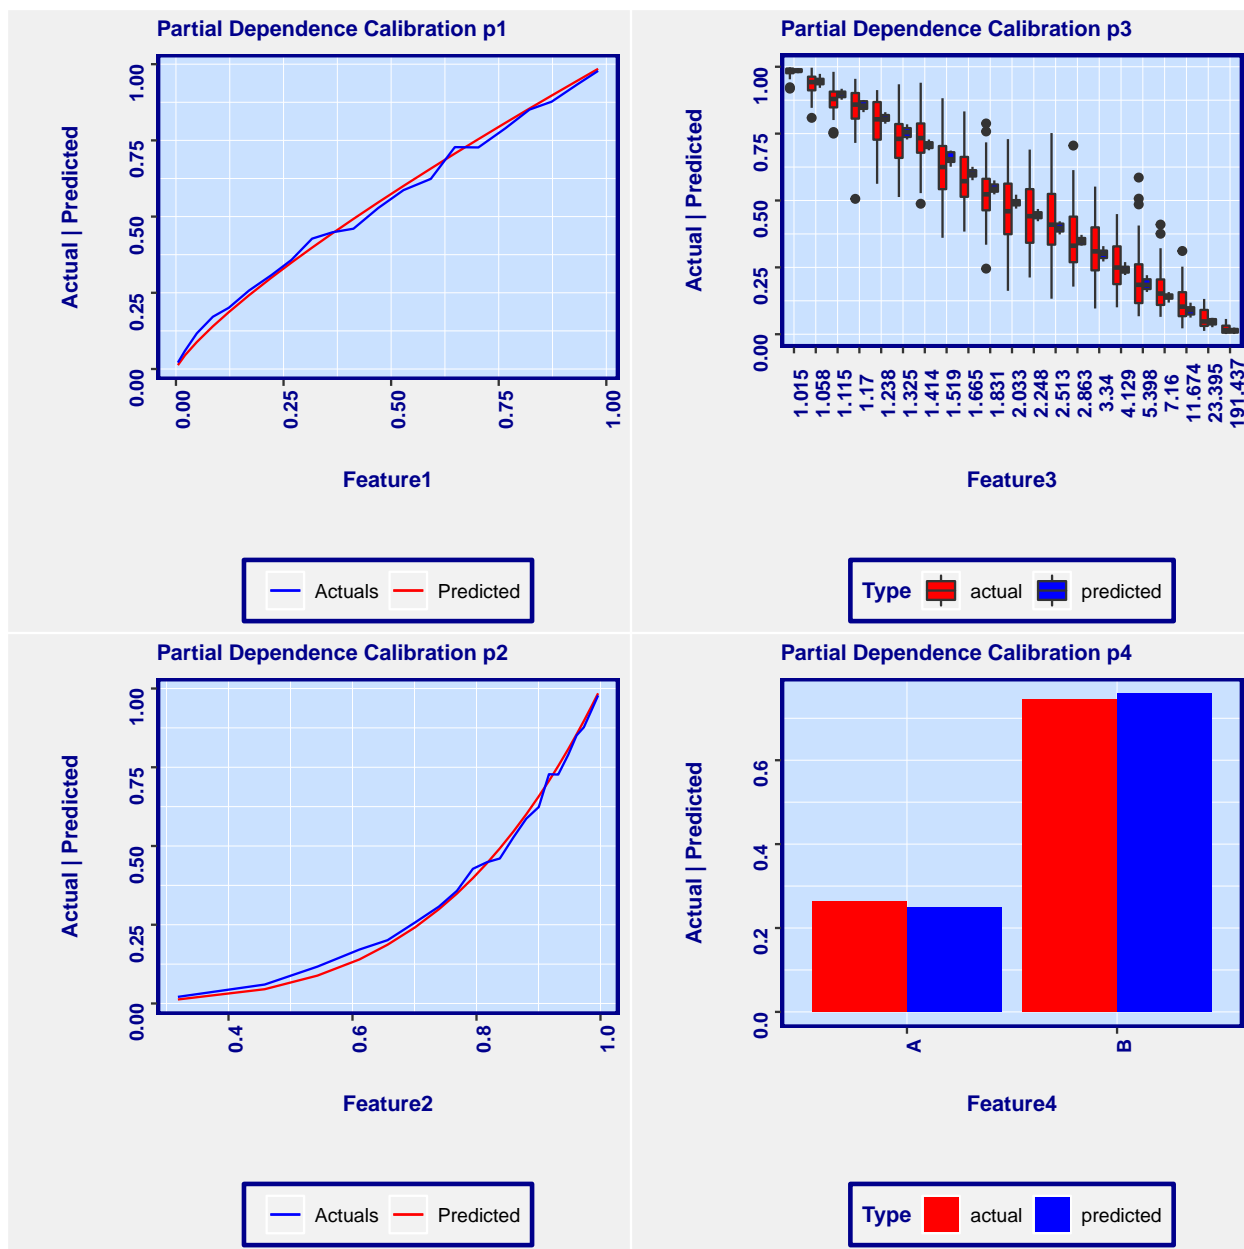 Partial Dependence Calibration p1
Actual | Predicted
1.00
0.75
0.50
0.25
0.00
0.00
0.25
0.50
0.75
1.00
Feature1
Actuals
Predicted
Partial Dependence Calibration p3
Actual | Predicted
1.00
0.75
0.50
0.25
0.00
1.015
1.058
1.115
1.17
1.238
1.325
1.414
1.519
1.665
1.831
2.033
2.248
2.513
2.863
3.34
4.129
5.398
7.16
11.674
23.395
191.437
Feature3
Type
actual
predicted
Partial Dependence Calibration p2
Actual | Predicted
1.00
0.75
0.50
0.25
0.00
0.4
0.6
0.8
1.0
Feature2
Actuals
Predicted
Partial Dependence Calibration p4
Actual | Predicted
0.6
0.4
0.2
0.0
A
B
Feature4
Type
actual
predicted